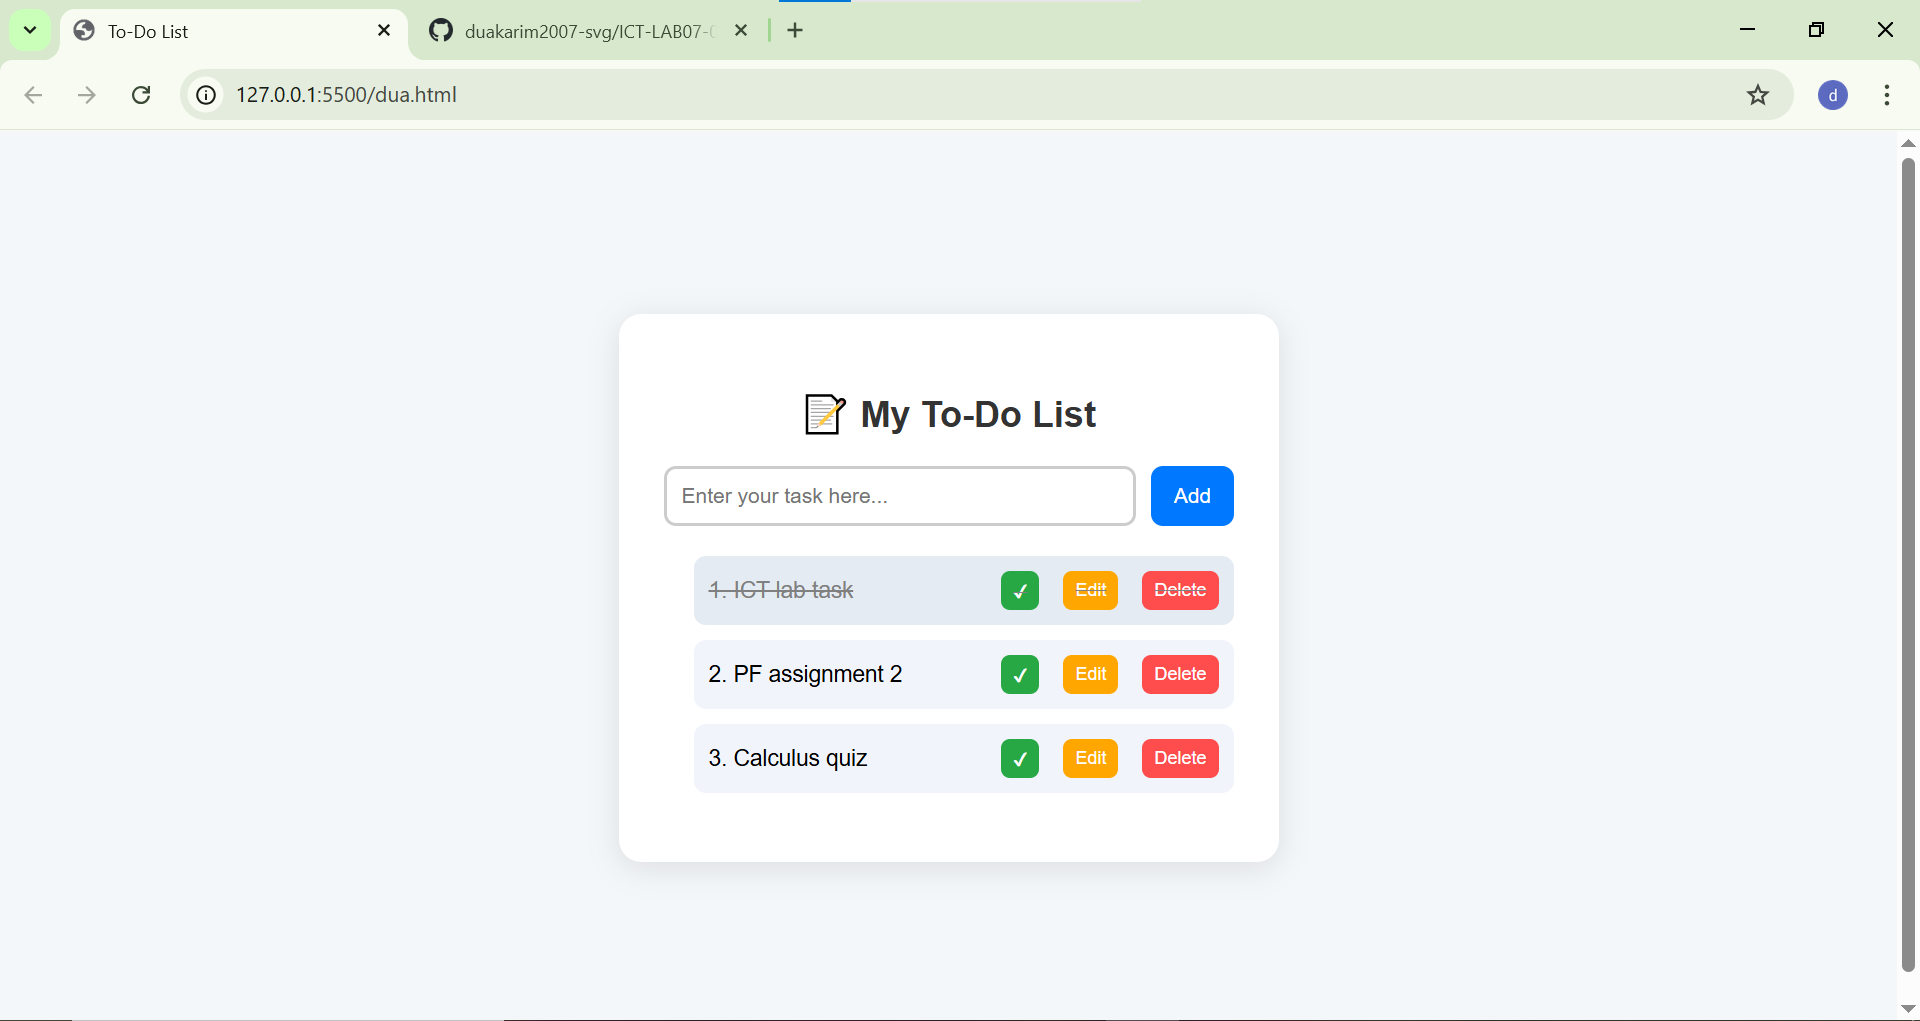 To-Do List
duakarim2007-svg/ICT-LAB07-
127.0.0.1:5500/dua.html
d
My To-Do List
Enter your task here... Add
1. ICT lab task ✓ Edit Delete
2. PF assignment 2 ✓ Edit Delete
3. Calculus quiz ✓ Edit Delete